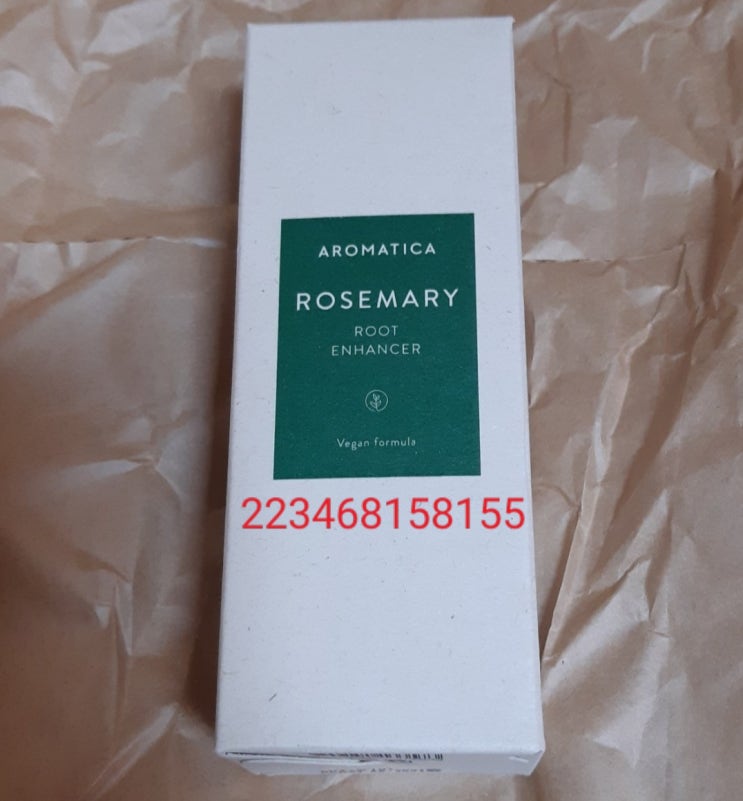 AROMATICA
ROSEMARY
ROOT
ENHANCER
Vegan formula
223468158155